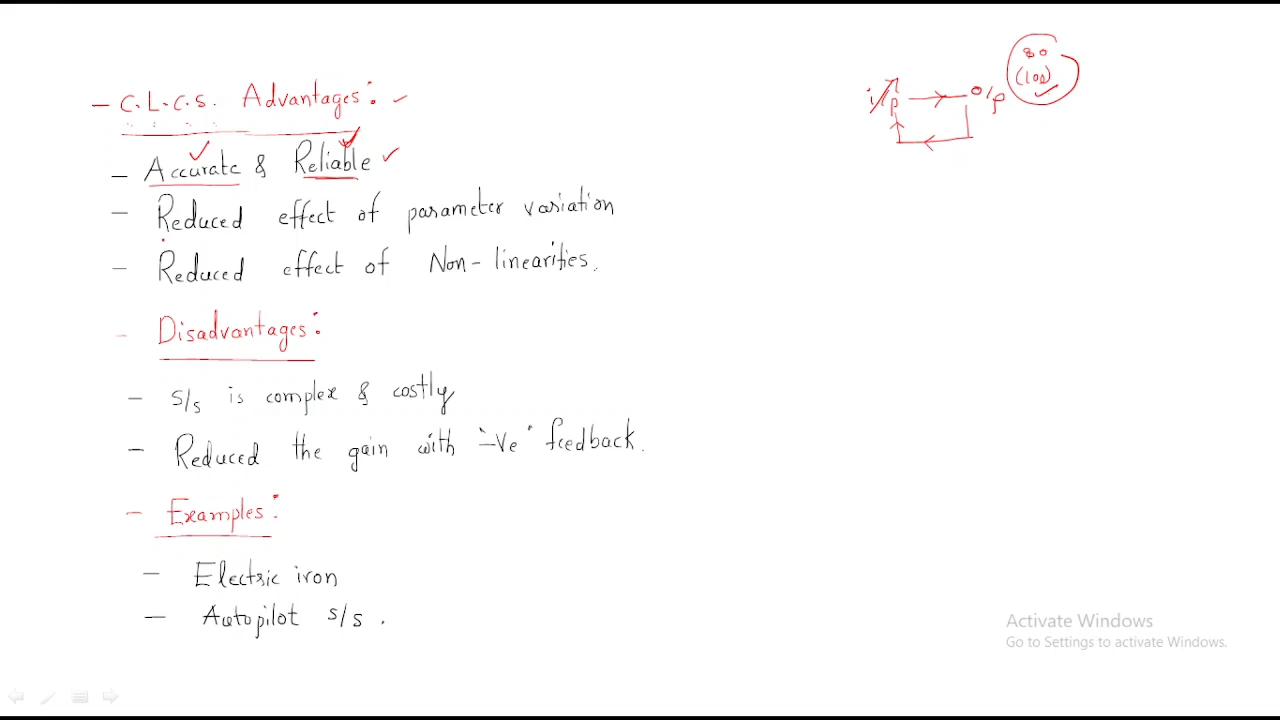 - C.L.C.S. Advantages:
- Accurate & Reliable
- Reduced effect of parameter variation
- Reduced effect of Non-linearities.
- Disadvantages:
- s/s is complex & costly
- Reduced the gain with "-ve" feedback.
- Examples:
- Electric iron
- Autopilot s/s.
80
(100)
i/p o/p
Activate Windows
Go to Settings to activate Windows.